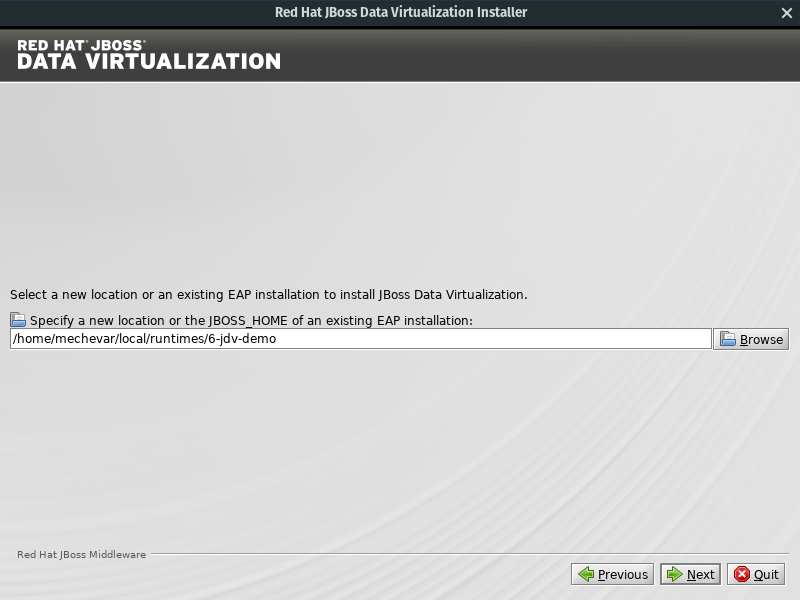 Red Hat JBoss Data Virtualization Installer
RED HAT® JBOSS®
DATA VIRTUALIZATION
Select a new location or an existing EAP installation to install JBoss Data Virtualization.
Specify a new location or the JBOSS_HOME of an existing EAP installation:
/home/mechevar/local/runtimes/6-jdv-demo
Browse
Red Hat JBoss Middleware
Previous Next Quit